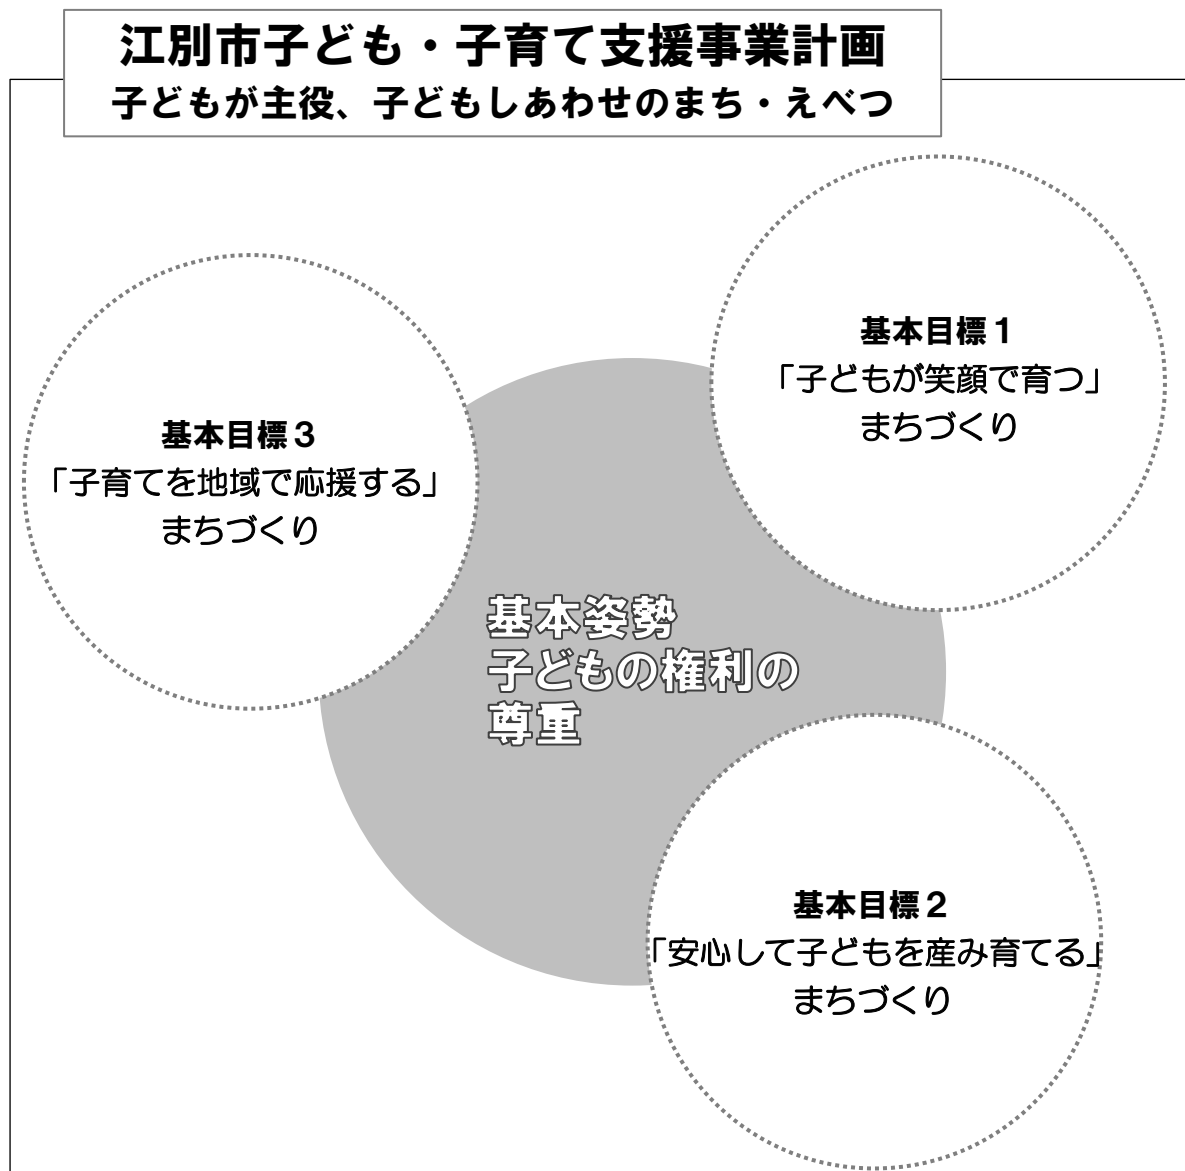 江別市子ども・子育て支援事業計画
子どもが主役、子どもしあわせのまち・えべつ
基本目標１
「子どもが笑顔で育つ」
まちづくり
基本目標３
「子育てを地域で応援する」
まちづくり
基本姿勢
子どもの権利の
尊重
基本目標２
「安心して子どもを産み育てる」
まちづくり